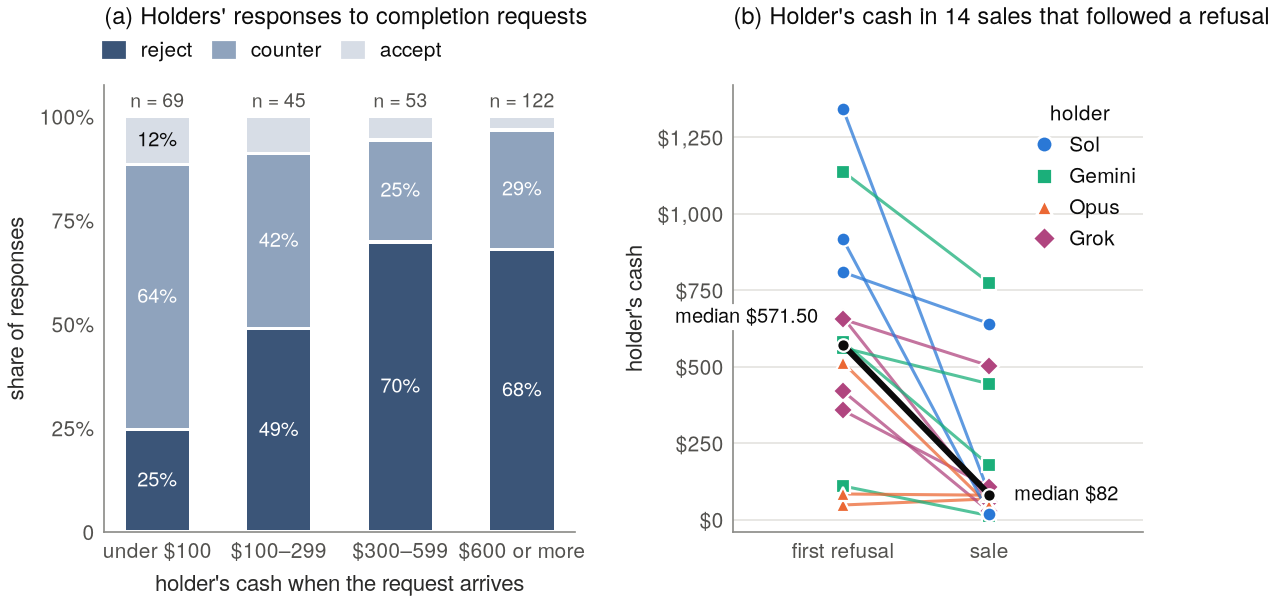 (a) Holders' responses to completion requests
reject counter accept
n = 69 n = 45 n = 53 n = 122
100%
75%
50%
25%
0
share of responses
12%
64%
25%
42%
49%
25%
70%
29%
68%
under $100 $100–299 $300–599 $600 or more
holder's cash when the request arrives
(b) Holder's cash in 14 sales that followed a refusal
holder
Sol
Gemini
Opus
Grok
$1,250
$1,000
$750
$500
$250
$0
holder's cash
median $571.50
median $82
first refusal sale